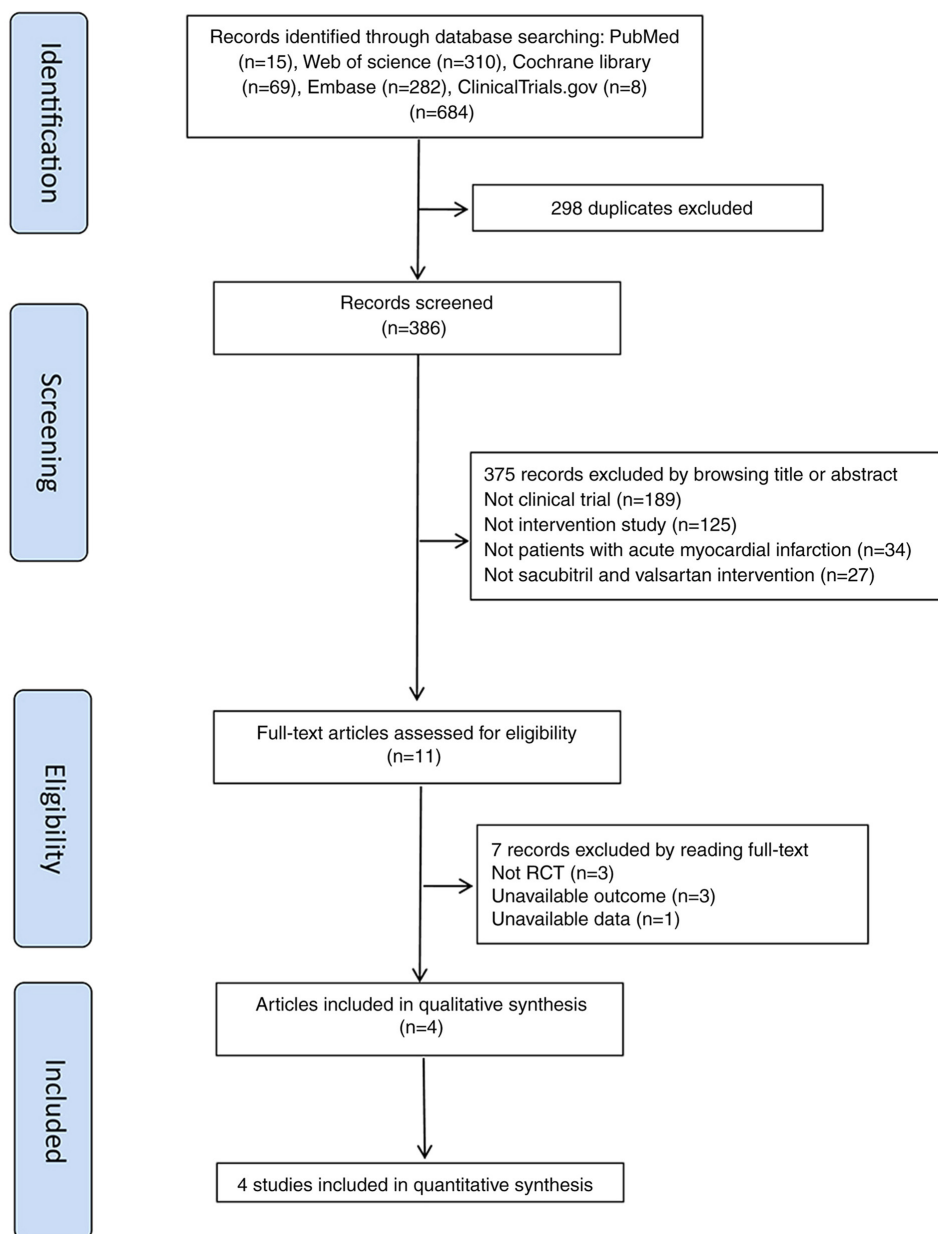 Identification
Records identified through database searching: PubMed
(n=15), Web of science (n=310), Cochrane library
(n=69), Embase (n=282), ClinicalTrials.gov (n=8)
(n=684)
298 duplicates excluded
Screening
Records screened
(n=386)
375 records excluded by browsing title or abstract
Not clinical trial (n=189)
Not intervention study (n=125)
Not patients with acute myocardial infarction (n=34)
Not sacubitril and valsartan intervention (n=27)
Eligibility
Full-text articles assessed for eligibility
(n=11)
7 records excluded by reading full-text
Not RCT (n=3)
Unavailable outcome (n=3)
Unavailable data (n=1)
Included
Articles included in qualitative synthesis
(n=4)
4 studies included in quantitative synthesis